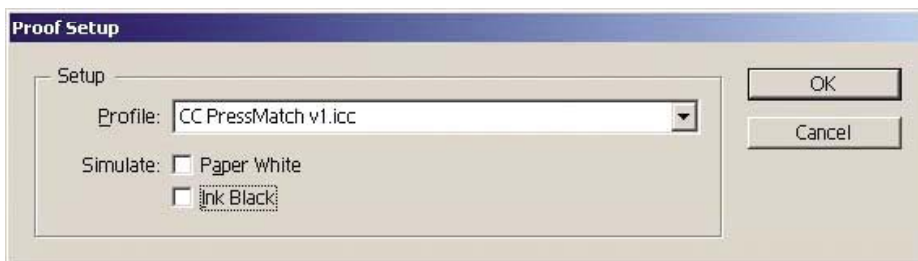 Proof Setup
Setup
Profile: CC PressMatch v1.icc
Simulate: Paper White
Ink Black
OK
Cancel